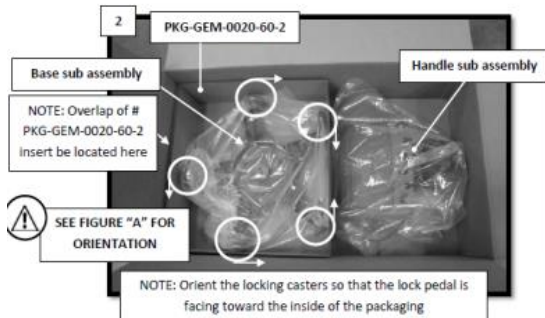 2
PKG-GEM-0020-60-2
Base sub assembly
Handle sub assembly
NOTE: Overlap of #
PKG-GEM-0020-60-2
insert be located here
SEE FIGURE "A" FOR
ORIENTATION
NOTE: Orient the locking casters so that the lock pedal is
facing toward the inside of the packaging